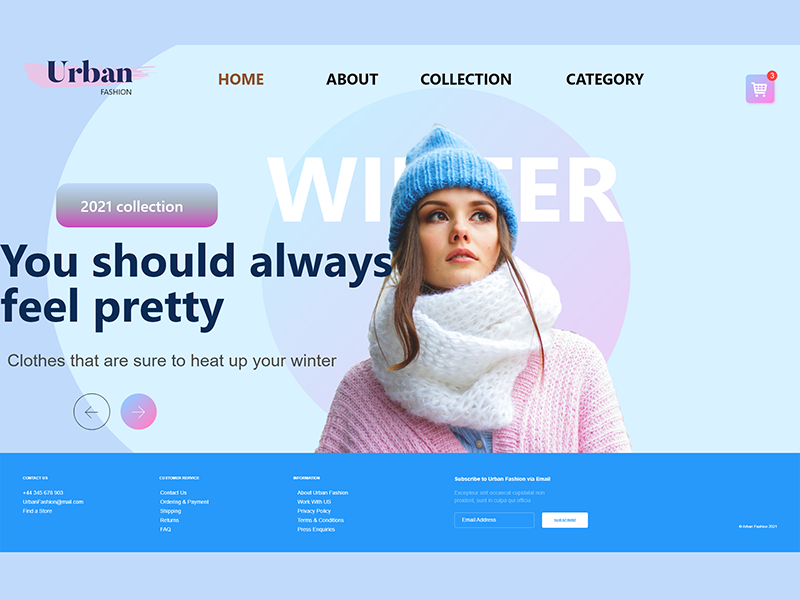 Urban
FASHION
HOME
ABOUT
COLLECTION
CATEGORY
3
WINTER
2021 collection
You should always
feel pretty
Clothes that are sure to heat up your winter
CONTACT US
+44 345 678 903
UrbanFashion@mail.com
Find a Store
CUSTOMER SERVICE
Contact Us
Ordering & Payment
Shipping
Returns
FAQ
INFORMATION
About Urban Fashion
Work With US
Privacy Policy
Terms & Conditions
Press Enquiries
Subscribe to Urban Fashion via Email
Excepteur sint occaecat cupidatat non
proident, sunt in culpa qui officia
Email Address
SUBSCRIBE
© Urban Fashion 2021